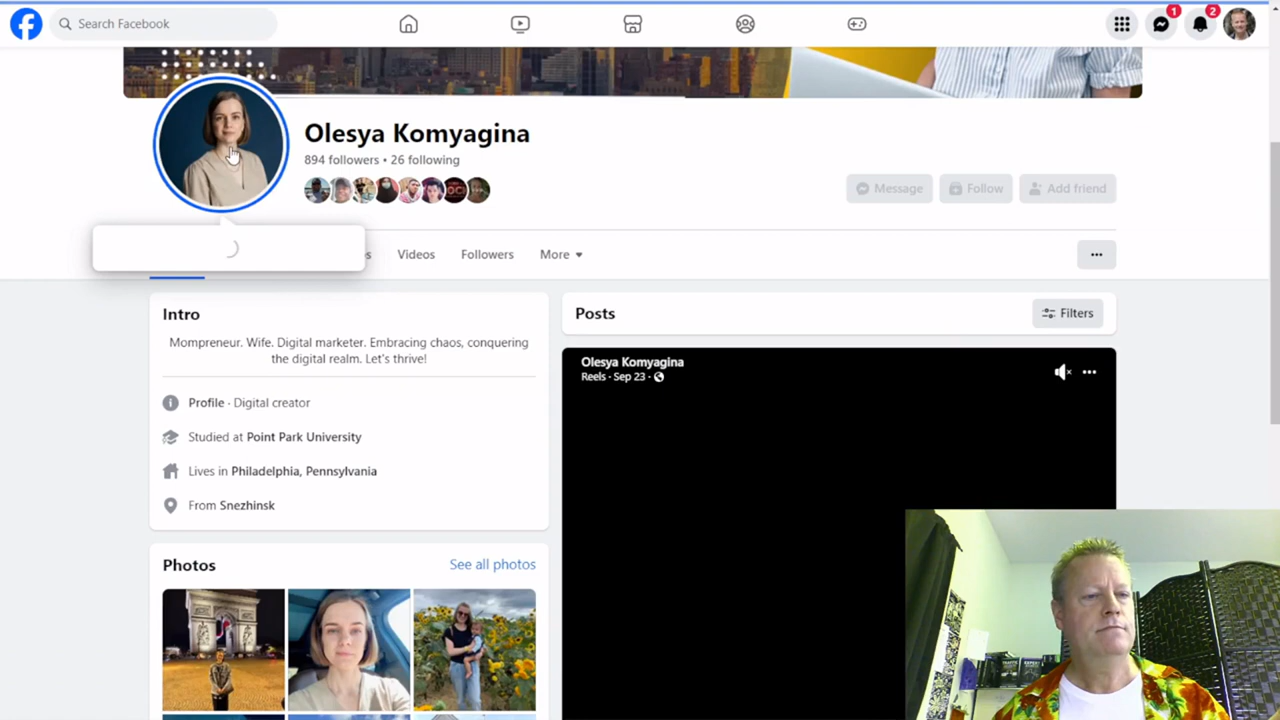 Search Facebook
1
2
Olesya Komyagina
894 followers • 26 following
Message
Follow
Add friend
Videos
Followers
More
Intro
Mompreneur. Wife. Digital marketer. Embracing chaos, conquering
the digital realm. Let's thrive!
Profile · Digital creator
Studied at Point Park University
Lives in Philadelphia, Pennsylvania
From Snezhinsk
Photos
See all photos
Posts
Filters
Olesya Komyagina
Reels · Sep 23 ·